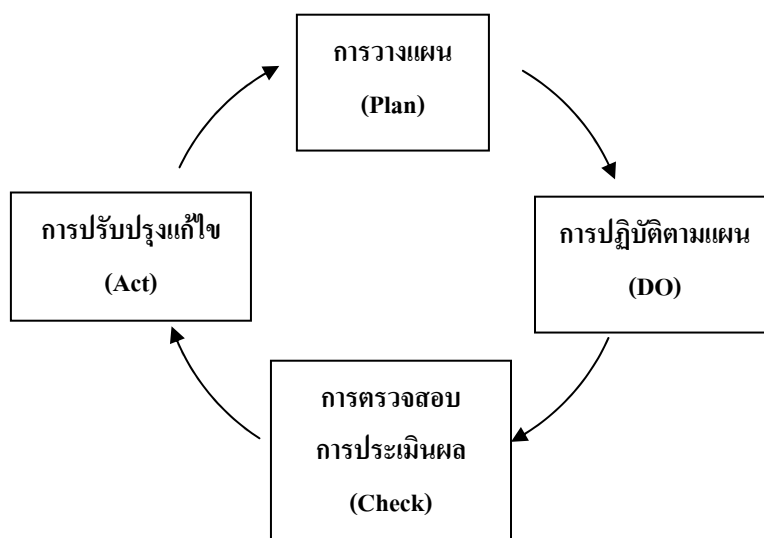 การวางแผน
(Plan)
การปฏิบัติตามแผน
(DO)
การตรวจสอบ
การประเมินผล
(Check)
การปรับปรุงแก้ไข
(Act)